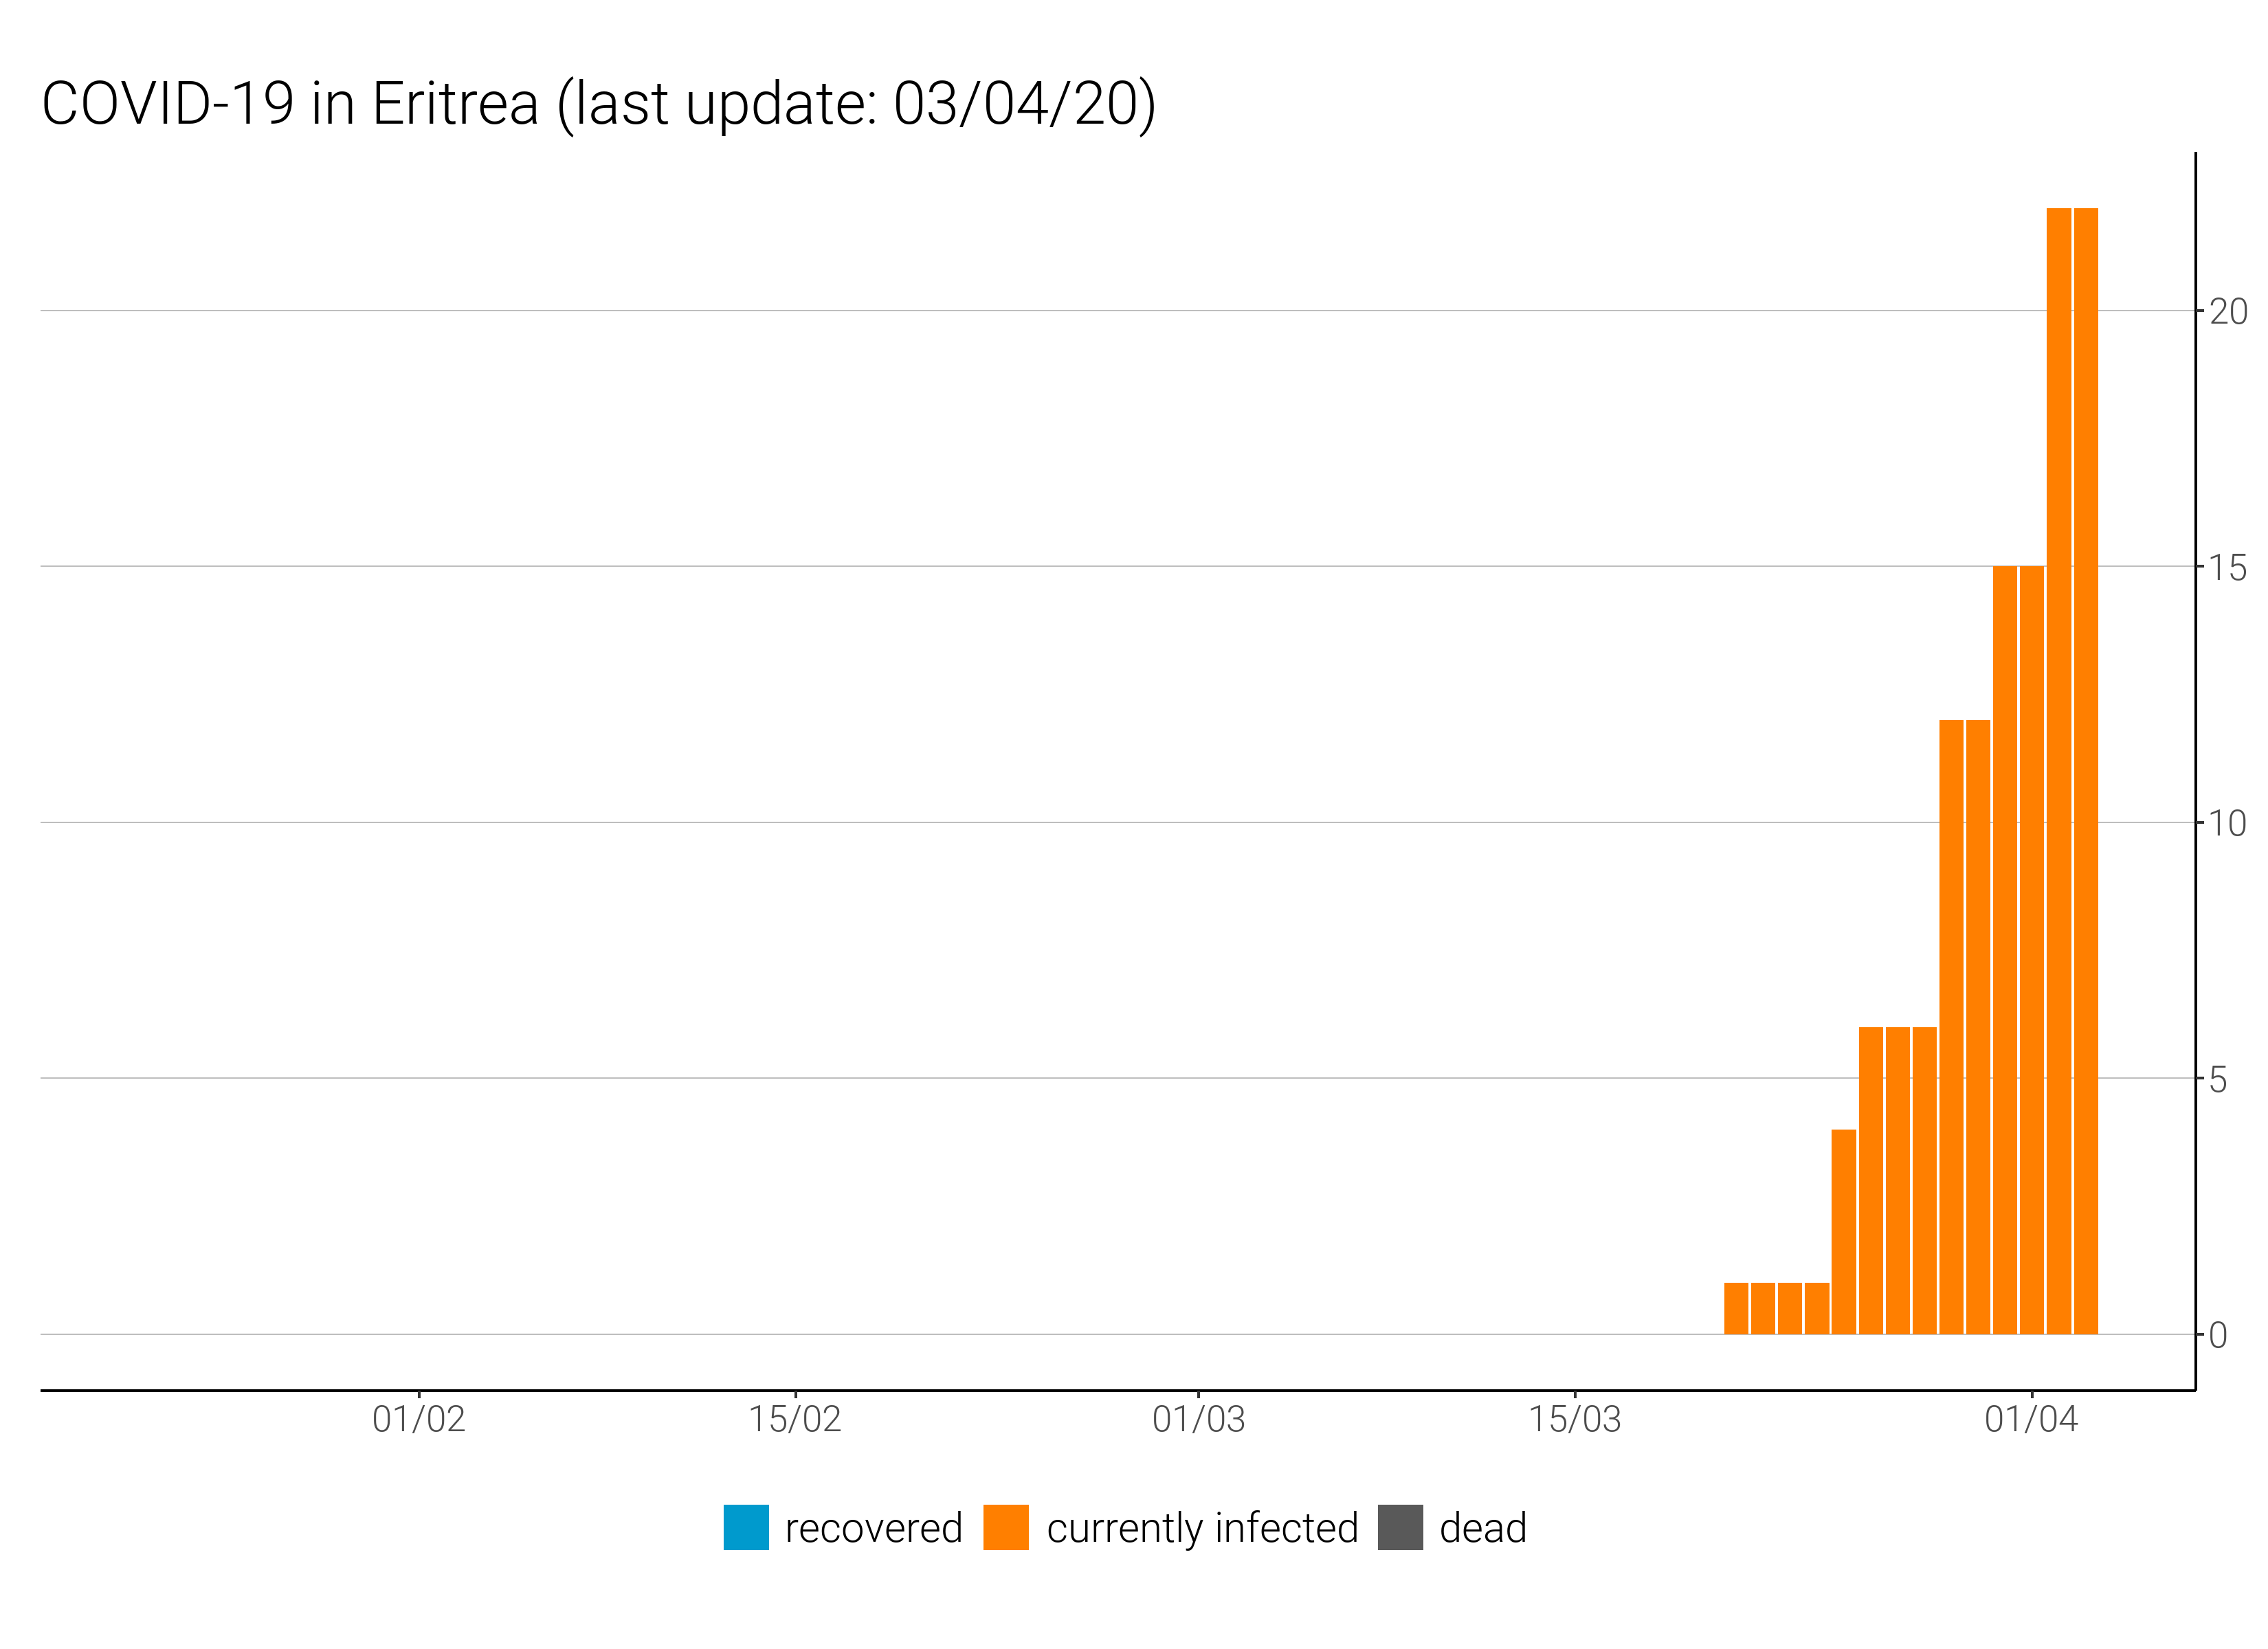 COVID-19 in Eritrea (last update: 03/04/20)
20
15
10
5
0
01/02 15/02 01/03 15/03 01/04
recovered currently infected dead